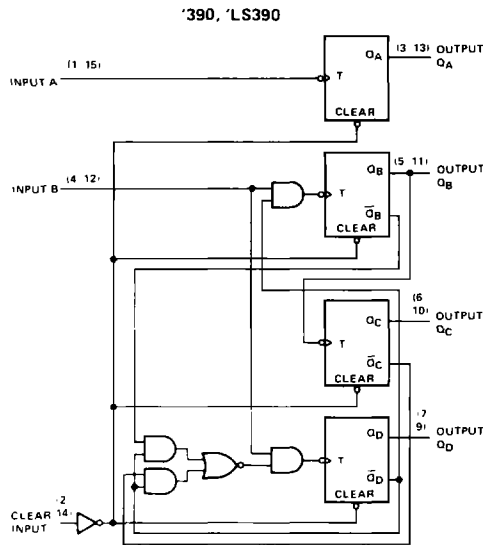 '390, 'LS390
INPUT A
(1 15)
T
QA
CLEAR
(3 13) OUTPUT
QA
INPUT B
(4 12)
T
QB
Q̅B
CLEAR
(5 11) OUTPUT
QB
T
QC
Q̅C
CLEAR
(6
10) OUTPUT
QC
T
QD
Q̅D
CLEAR
(7
9) OUTPUT
QD
CLEAR
INPUT
(2
14)